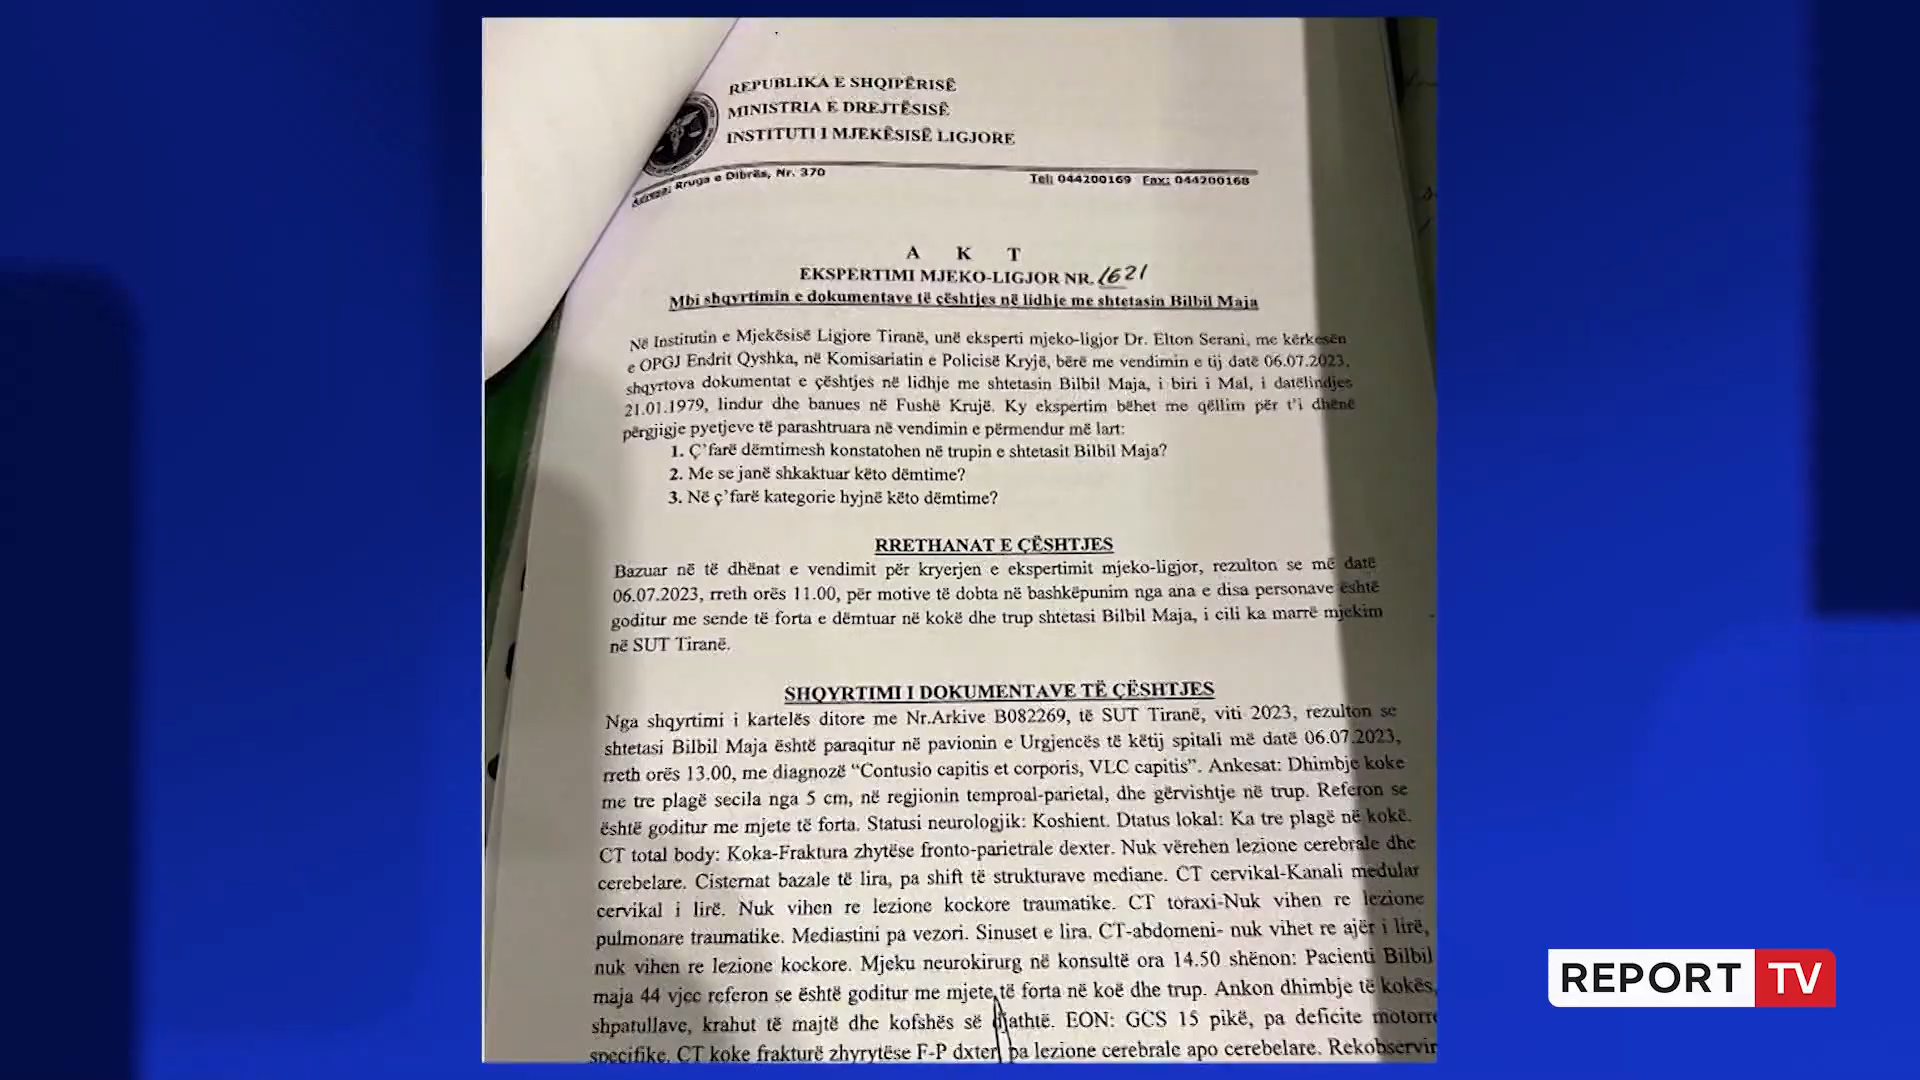 REPUBLIKA E SHQIPËRISË
MINISTRIA E DREJTËSISË
INSTITUTI I MJEKËSISË LIGJORE
Rruga e Dibrës, Nr. 370
Tel: 044200169 Fax: 044200168
A K T
EKSPERTIMI MJEKO-LIGJOR NR. 1621
Mbi shqyrtimin e dokumentave të çështjes në lidhje me shtetasin Bilbil Maja
Në Institutin e Mjekësisë Ligjore Tiranë, unë eksperti mjeko-ligjor Dr. Elton Serani, me kërkesën
e OPGJ Endrit Qyshka, në Komisariatin e Policisë Kryjë, bërë me vendimin e tij datë 06.07.2023,
shqyrtova dokumentat e çështjes në lidhje me shtetasin Bilbil Maja, i biri i Mal, i datëlindjes
21.01.1979, lindur dhe banues në Fushë Krujë. Ky ekspertim bëhet me qëllim për t'i dhënë
përgjigje pyetjeve të parashtruara në vendimin e përmendur më lart:
1. Ç'farë dëmtimesh konstatohen në trupin e shtetasit Bilbil Maja?
2. Me se janë shkaktuar këto dëmtime?
3. Në ç'farë kategorie hyjnë këto dëmtime?
RRETHANAT E ÇËSHTJES
Bazuar në të dhënat e vendimit për kryerjen e ekspertimit mjeko-ligjor, rezulton se më datë
06.07.2023, rreth orës 11.00, për motive të dobta në bashkëpunim nga ana e disa personave është
goditur me sende të forta e dëmtuar në kokë dhe trup shtetasi Bilbil Maja, i cili ka marrë mjekim
në SUT Tiranë.
SHQYRTIMI I DOKUMENTAVE TË ÇËSHTJES
Nga shqyrtimi i kartelës ditore me Nr.Arkive B082269, të SUT Tiranë, viti 2023, rezulton se
shtetasi Bilbil Maja është paraqitur në pavionin e Urgjencës të këtij spitali më datë 06.07.2023,
rreth orës 13.00, me diagnozë “Contusio capitis et corporis, VLC capitis”. Ankesat: Dhimbje koke
me tre plagë secila nga 5 cm, në regjionin temproal-parietal, dhe gërvishtje në trup. Referon se
është goditur me mjete të forta. Statusi neurologjik: Koshient. Dtatus lokal: Ka tre plagë në kokë.
CT total body: Koka-Fraktura zhytëse fronto-parietrale dexter. Nuk vërehen lezione cerebrale dhe
cerebelare. Cisternat bazale të lira, pa shift të strukturave mediane. CT cervikal-Kanali medular
cervikal i lirë. Nuk vihen re lezione kockore traumatike. CT toraxi-Nuk vihen re lezione
pulmonare traumatike. Mediastini pa vezori. Sinuset e lira. CT-abdomeni- nuk vihet re ajër i lirë,
nuk vihen re lezione kockore. Mjeku neurokirurg në konsultë ora 14.50 shënon: Pacienti Bilbil
maja 44 vjec referon se është goditur me mjete të forta në koë dhe trup. Ankon dhimbje të kokës,
shpatullave, krahut të majtë dhe kofshës së djathtë. EON: GCS 15 pikë, pa deficite motorre
specifike. CT koke frakturë zhyrytëse F-P dxter pa lezione cerebrale apo cerebelare. Rekobservir
REPORT TV